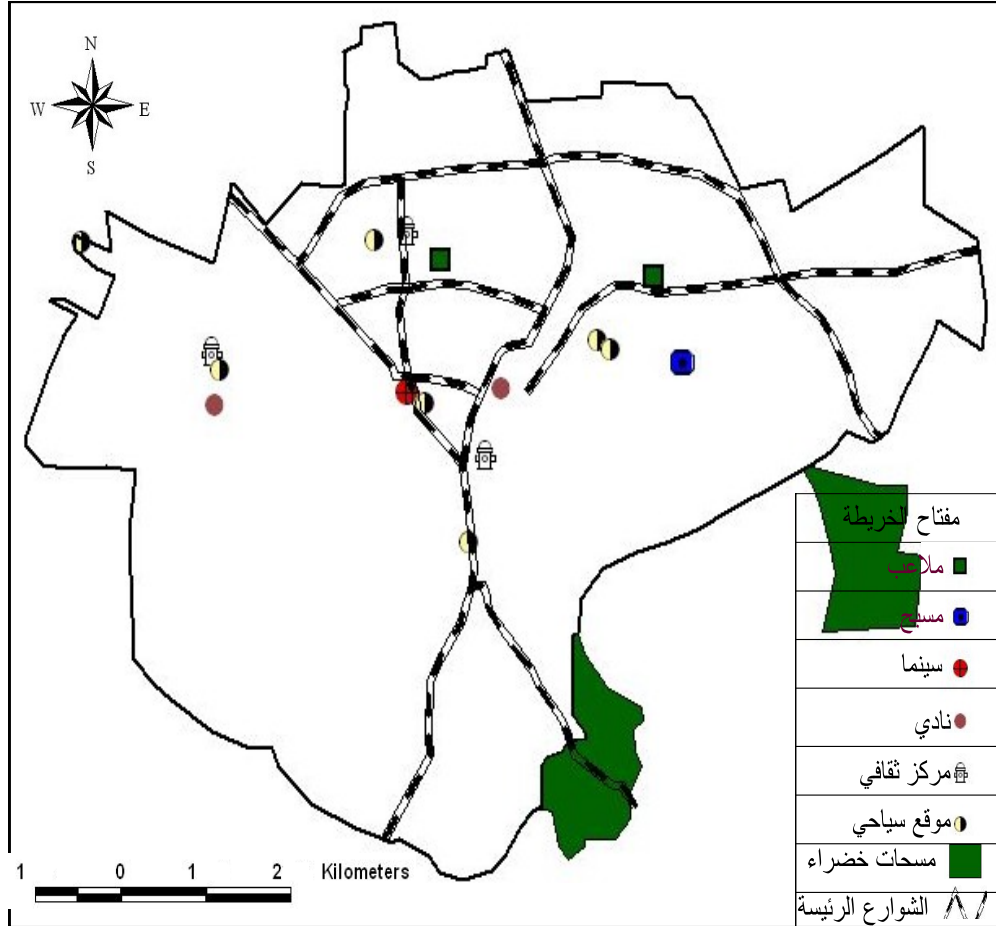 N
W E
S
مفتاح الخريطة
ملاعب
مسبح
سينما
نادي
مركز ثقافي
موقع سياحي
مسحات خضراء
الشوارع الرئيسة
1 0 1 2 Kilometers